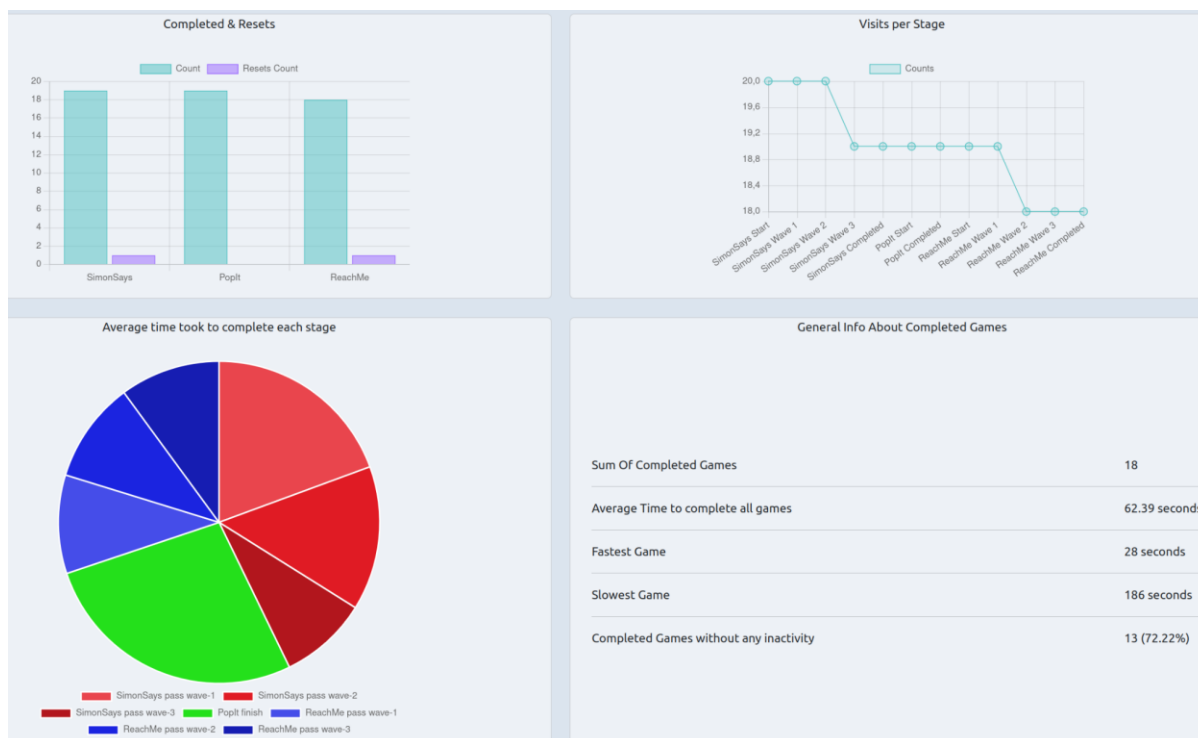 Completed & Resets
Count Resets Count
20
18
16
14
12
10
8
6
4
2
0
SimonSays PopIt ReachMe
Visits per Stage
Counts
20,0
19,6
19,2
18,8
18,4
18,0
SimonSays Start
SimonSays Wave 1
SimonSays Wave 2
SimonSays Wave 3
SimonSays Completed
PopIt Start
PopIt Completed
ReachMe Start
ReachMe Wave 1
ReachMe Wave 2
ReachMe Wave 3
ReachMe Completed
Average time took to complete each stage
SimonSays pass wave-1 SimonSays pass wave-2
SimonSays pass wave-3 PopIt finish ReachMe pass wave-1
ReachMe pass wave-2 ReachMe pass wave-3
General Info About Completed Games
Sum Of Completed Games 18
Average Time to complete all games 62.39 seconds
Fastest Game 28 seconds
Slowest Game 186 seconds
Completed Games without any inactivity 13 (72.22%)